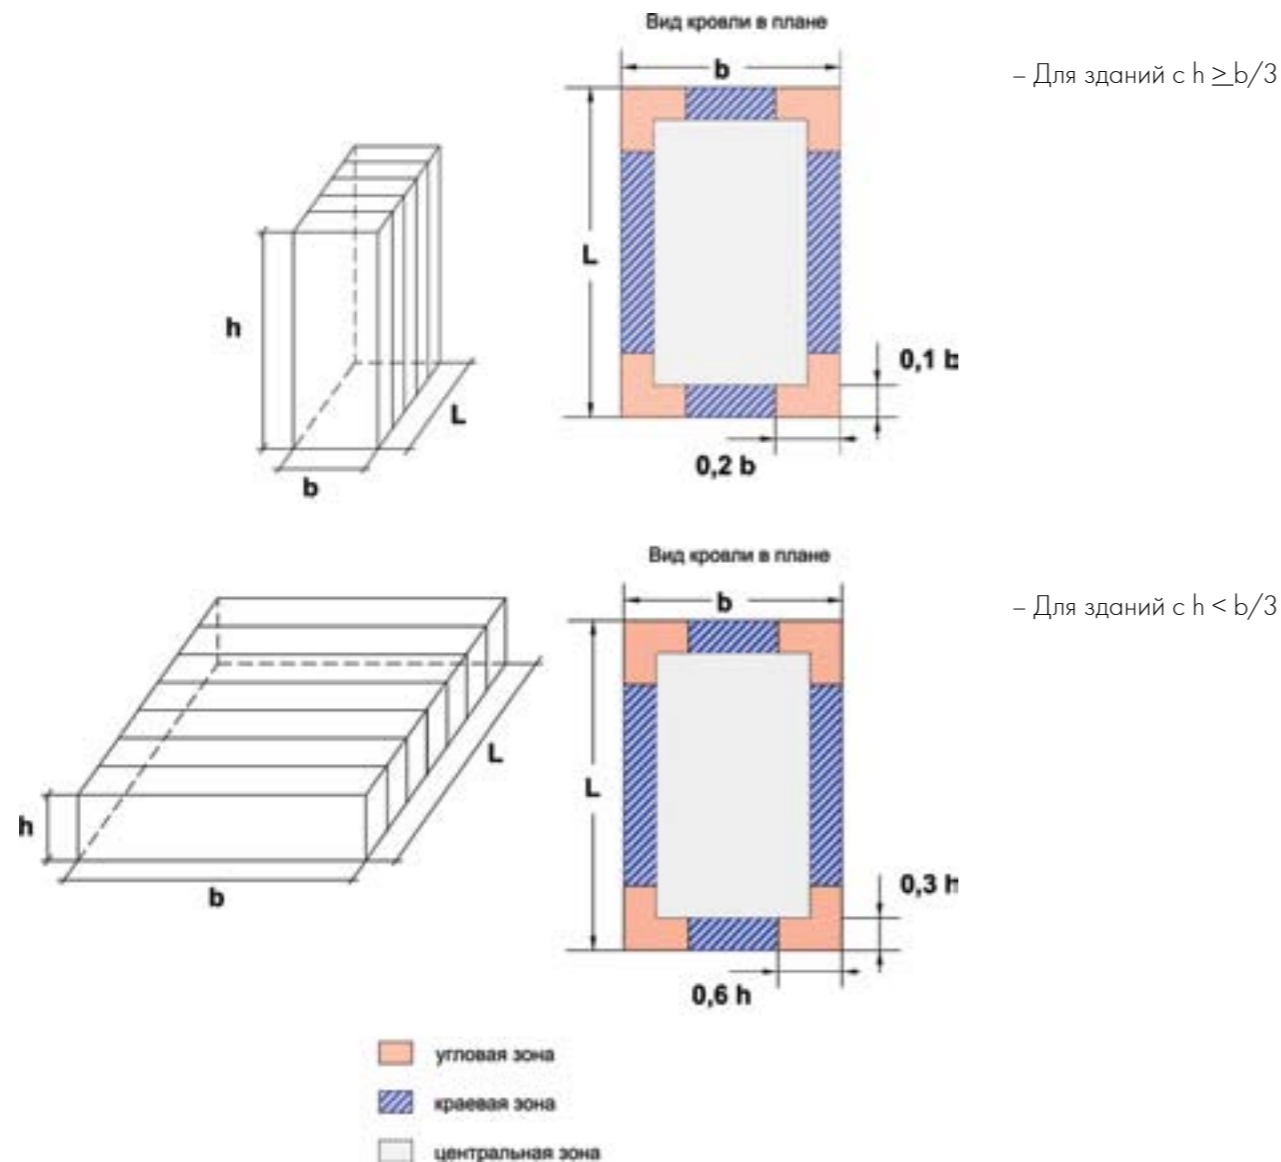 Вид кровли в плане
b
– Для зданий с h ≥ b/3
L
h
0,1 b
L
0,2 b
b
Вид кровли в плане
b
– Для зданий с h < b/3
L
L
h
0,3 h
b
0,6 h
угловая зона
краевая зона
центральная зона